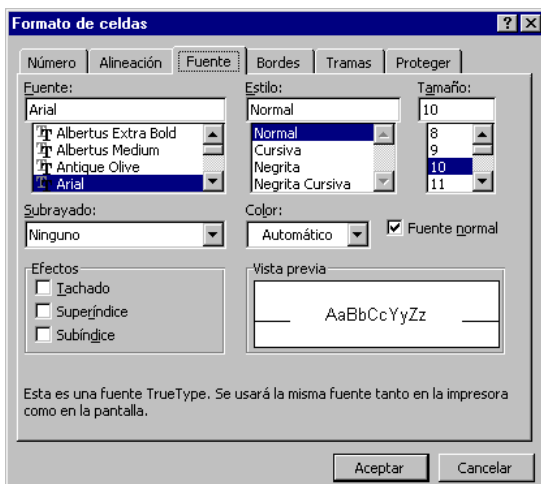 Formato de celdas
Número Alineación Fuente Bordes Tramas Proteger
Fuente: Estilo: Tamaño:
Arial Normal 10
Albertus Extra Bold Normal 8
Albertus Medium Cursiva 9
Antique Olive Negrita 10
Arial Negrita Cursiva 11
Subrayado: Color:
Ninguno Automático Fuente normal
Efectos Vista previa
Tachado
Superíndice AaBbCcYyZz
Subíndice
Esta es una fuente TrueType. Se usará la misma fuente tanto en la impresora
como en la pantalla.
Aceptar Cancelar